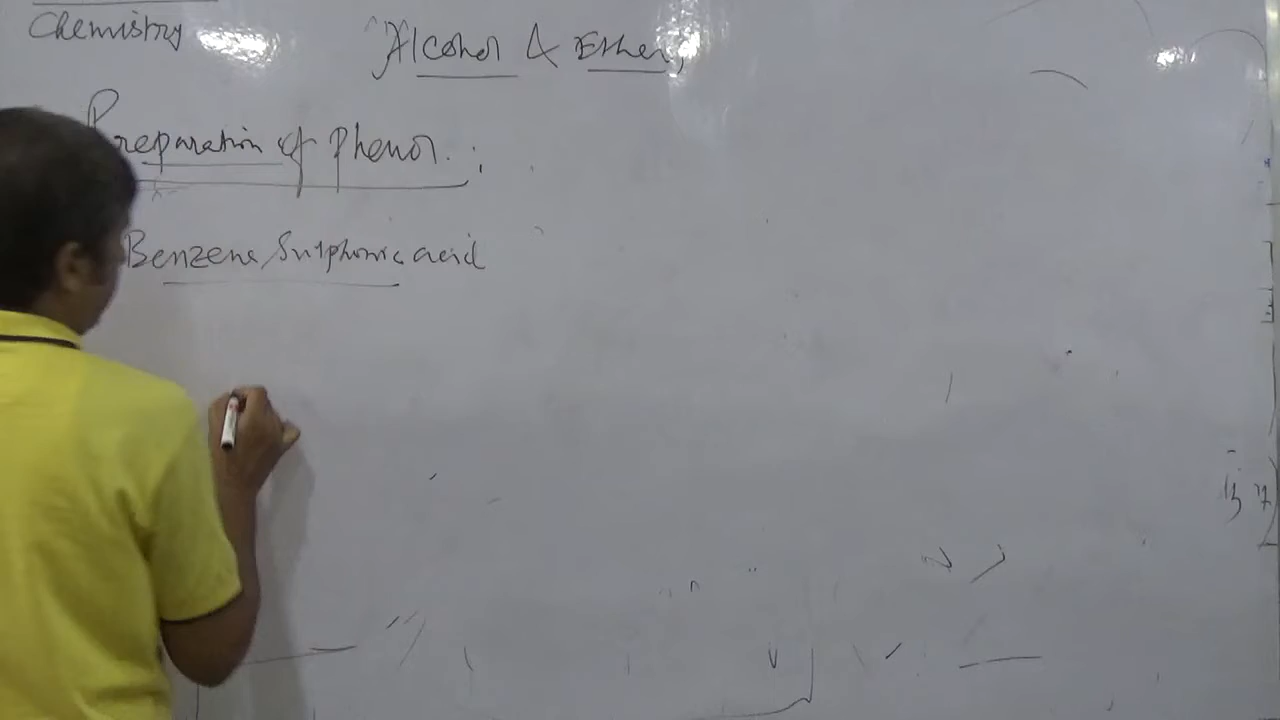 Chemistry
Alcohol & Ether,
Preparation of Phenol. :
Benzene Sulphonic acid